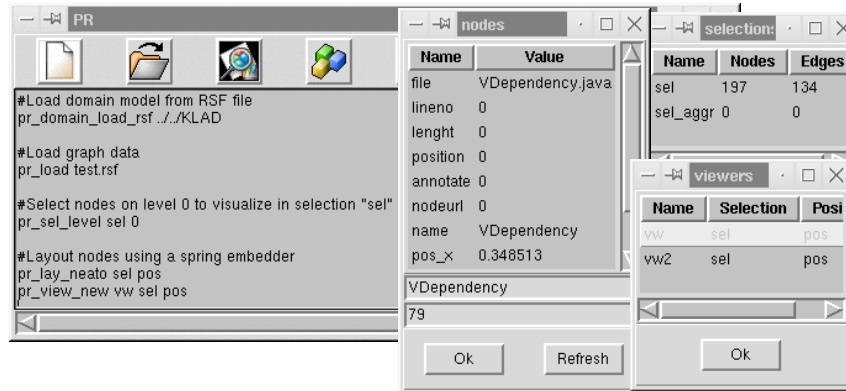 PR
#Load domain model from RSF file
pr_domain_load_rsf ../../KLAD
#Load graph data
pr_load test.rsf
#Select nodes on level 0 to visualize in selection "sel"
pr_sel_level sel 0
#Layout nodes using a spring embedder
pr_lay_neato sel pos
pr_view_new vw sel pos
nodes
Name Value
file VDependency.java
lineno 0
lenght 0
position 0
annotate 0
nodeurl 0
name VDependency
pos_x 0.348513
VDependency
79
Ok Refresh
selections
Name Nodes Edges
sel 197 134
sel_aggr 0 0
viewers
Name Selection Posi
vw sel pos
vw2 sel pos
Ok